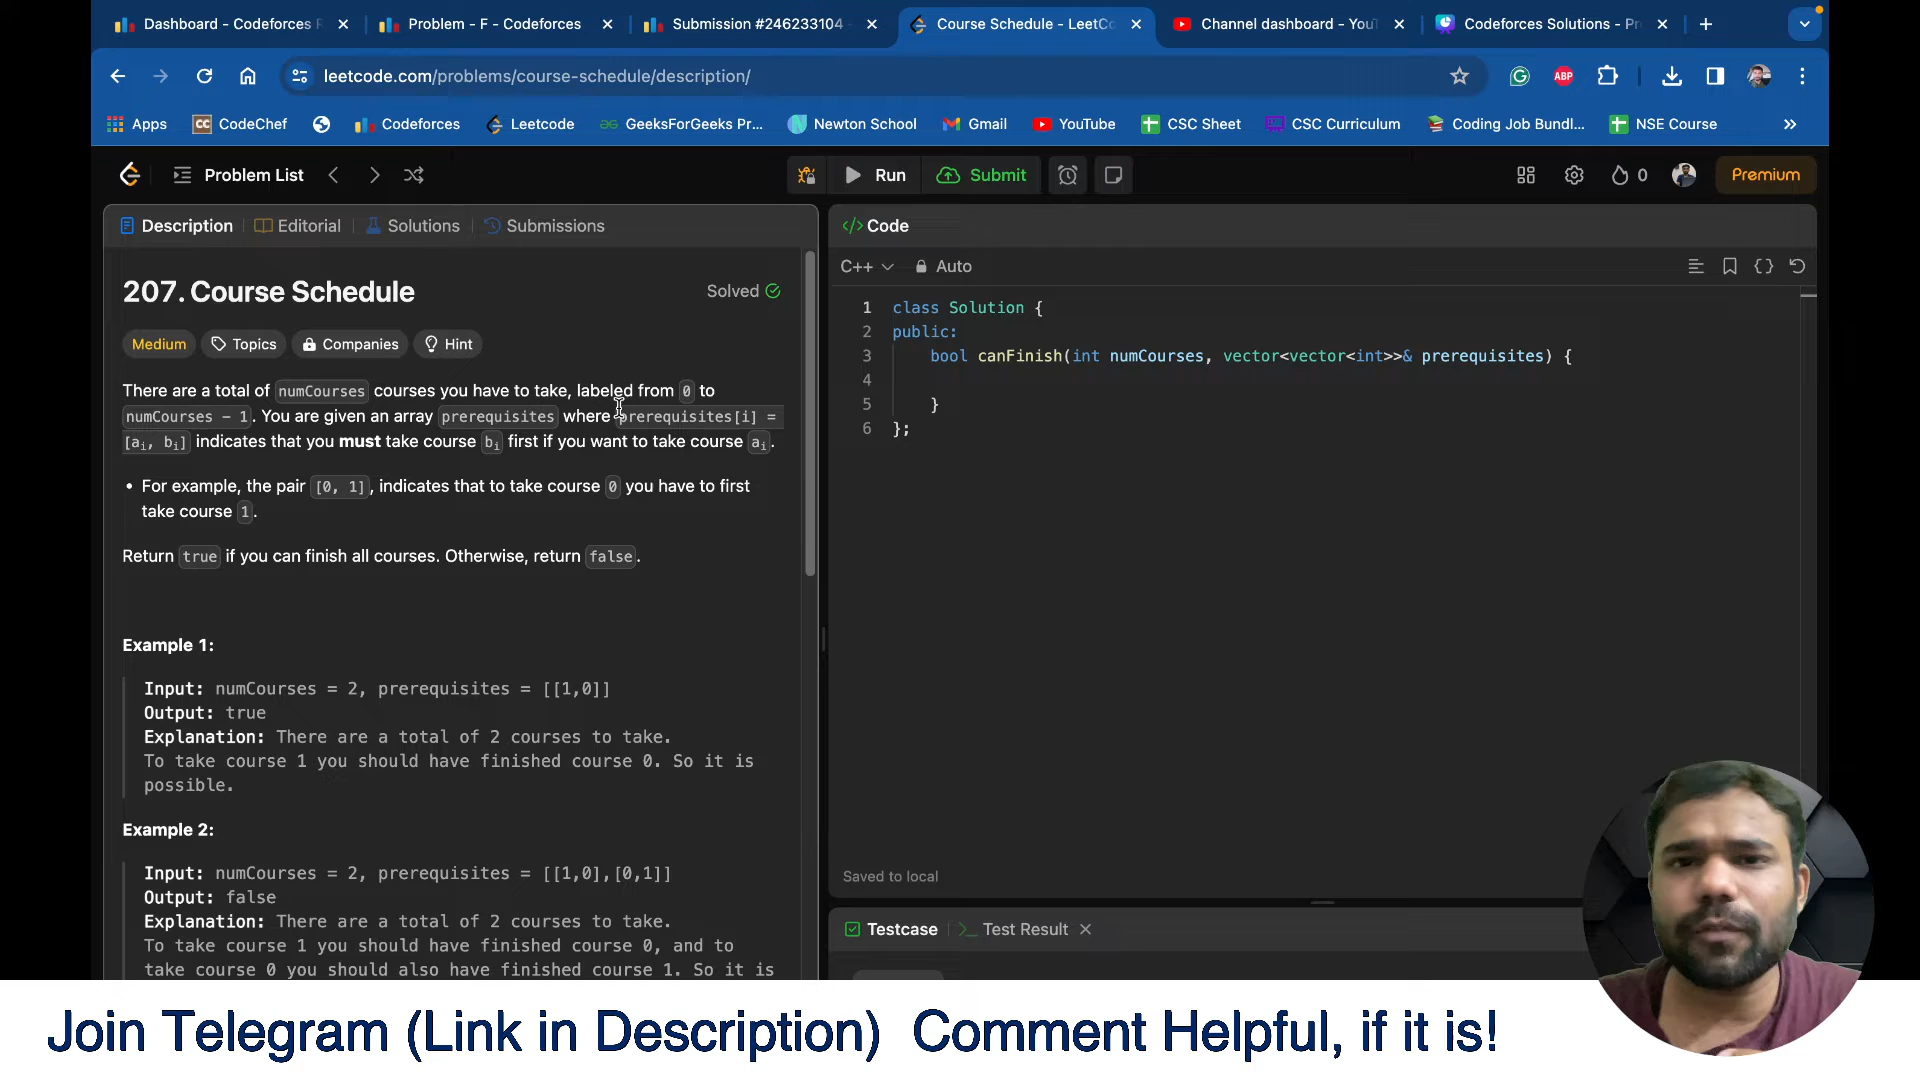 Dashboard - Codeforces
Problem - F - Codeforces
Submission #246233104
Course Schedule - LeetCo
Channel dashboard - You
Codeforces Solutions - Pr
leetcode.com/problems/course-schedule/description/
ABP
Apps
CC CodeChef
Codeforces
Leetcode
GeeksForGeeks Pr...
Newton School
Gmail
YouTube
CSC Sheet
CSC Curriculum
Coding Job Bundl...
NSE Course
»
Problem List
Run
Submit
0
Premium
Description
Editorial
Solutions
Submissions
207. Course Schedule
Solved
Medium
Topics
Companies
Hint
There are a total of numCourses courses you have to take, labeled from 0 to
numCourses - 1. You are given an array prerequisites where prerequisites[i] =
[ai, bi] indicates that you must take course bi first if you want to take course ai.
• For example, the pair [0, 1], indicates that to take course 0 you have to first
take course 1.
Return true if you can finish all courses. Otherwise, return false.
Example 1:
Input: numCourses = 2, prerequisites = [[1,0]]
Output: true
Explanation: There are a total of 2 courses to take.
To take course 1 you should have finished course 0. So it is
possible.
Example 2:
Input: numCourses = 2, prerequisites = [[1,0],[0,1]]
Output: false
Explanation: There are a total of 2 courses to take.
To take course 1 you should have finished course 0, and to
take course 0 you should also have finished course 1. So it is
</> Code
C++
Auto
1 class Solution {
2 public:
3 bool canFinish(int numCourses, vector<vector<int>>& prerequisites) {
4
5 }
6 };
Saved to local
Testcase
Test Result
Join Telegram (Link in Description) Comment Helpful, if it is!